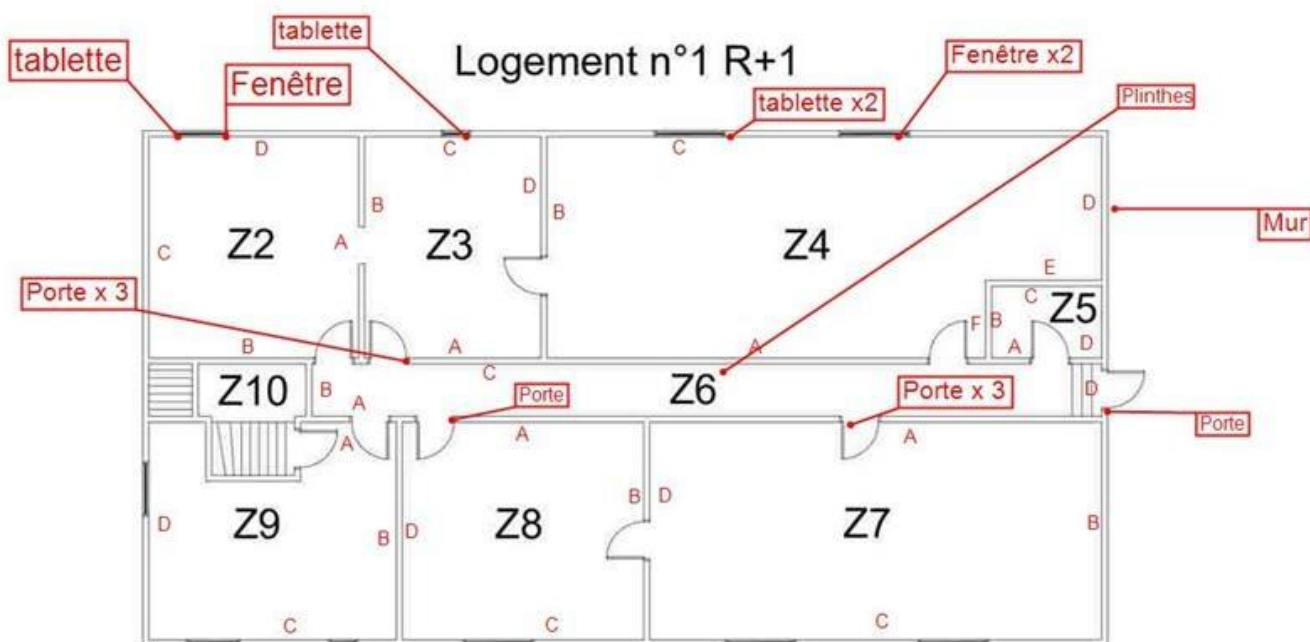 tablette
tablette
Logement n°1 R+1
Fenêtre x2
Fenêtre
tablette x2
Plinthes
D
C
C
B
D
B
D
Mur
C
Z2
A
Z3
Z4
E
Porte x 3
C
Z5
B
F
B
A
A
A
D
C
Z10
B
A
Z6
Porte
Porte x 3
D
Porte
A
A
A
D
Z9
B
D
Z8
B
D
Z7
B
C
C
C